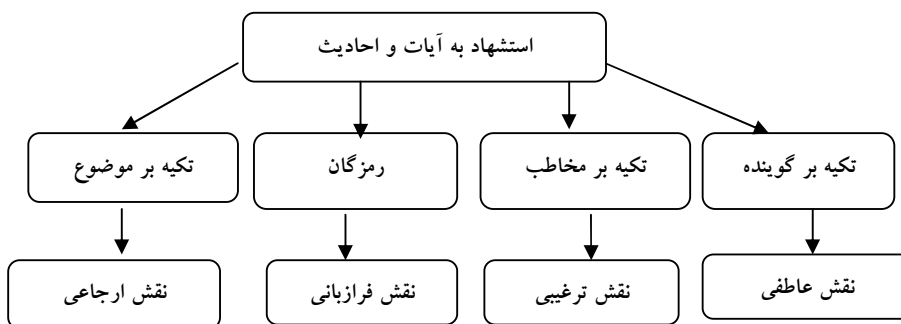 استشهاد به آیات و احادیث
تکیه بر گوینده
تکیه بر مخاطب
رمزگان
تکیه بر موضوع
نقش عاطفی
نقش ترغیبی
نقش فرازبانی
نقش ارجاعی